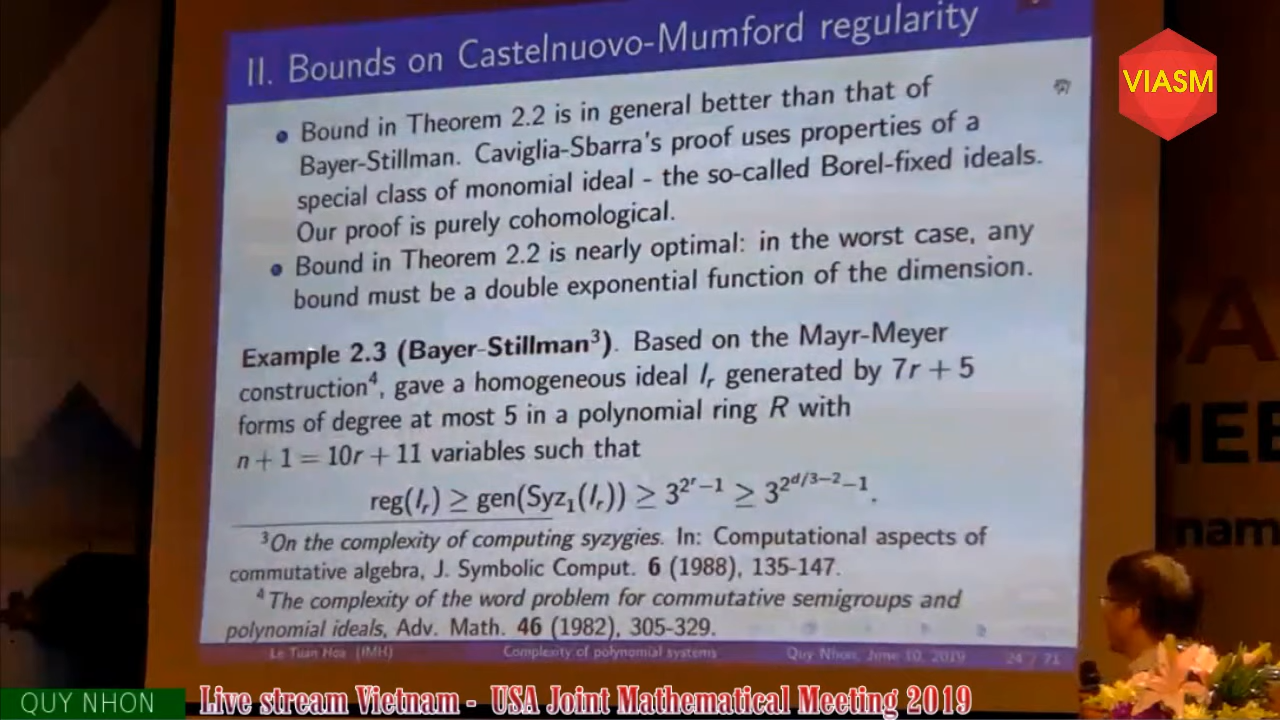 II. Bounds on Castelnuovo-Mumford regularity
VIASM
• Bound in Theorem 2.2 is in general better than that of
Bayer-Stillman. Caviglia-Sbarra's proof uses properties of a
special class of monomial ideal - the so-called Borel-fixed ideals.
Our proof is purely cohomological.
• Bound in Theorem 2.2 is nearly optimal: in the worst case, any
bound must be a double exponential function of the dimension.
Example 2.3 (Bayer-Stillman³). Based on the Mayr-Meyer
construction⁴, gave a homogeneous ideal I_r generated by 7r + 5
forms of degree at most 5 in a polynomial ring R with
n + 1 = 10r + 11 variables such that
reg(I_r) ≥ gen(Syz₁(I_r)) ≥ 3^{2^r−1} ≥ 3^{2^{d/3−2}−1}.
³On the complexity of computing syzygies. In: Computational aspects of
commutative algebra, J. Symbolic Comput. 6 (1988), 135-147.
⁴The complexity of the word problem for commutative semigroups and
polynomial ideals, Adv. Math. 46 (1982), 305-329.
Le Tuan Hoa (IMH) Complexity of polynomial systems Quy Nhon, June 10, 2019 24 / 71
QUY NHON
Live stream Vietnam - USA Joint Mathematical Meeting 2019